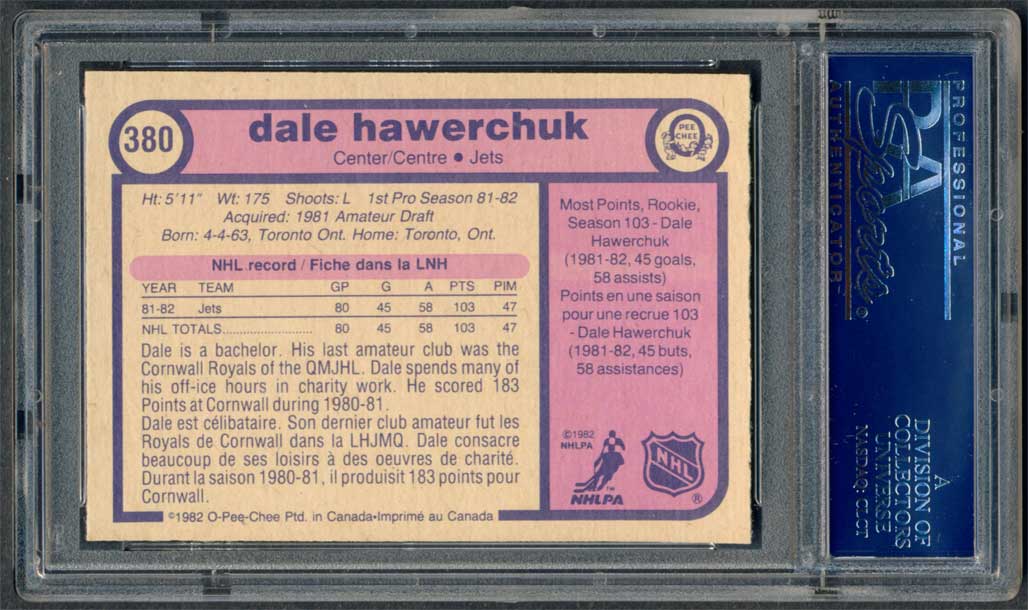 380
dale hawerchuk
Center/Centre • Jets
PEE
CHEE
Ht: 5'11" Wt: 175 Shoots: L 1st Pro Season 81-82
Acquired: 1981 Amateur Draft
Born: 4-4-63, Toronto Ont. Home: Toronto, Ont.
NHL record / Fiche dans la LNH
YEAR TEAM GP G A PTS PIM
81-82 Jets 80 45 58 103 47
NHL TOTALS........................ 80 45 58 103 47
Dale is a bachelor. His last amateur club was the
Cornwall Royals of the QMJHL. Dale spends many of
his off-ice hours in charity work. He scored 183
Points at Cornwall during 1980-81.
Dale est célibataire. Son dernier club amateur fut les
Royals de Cornwall dans la LHJMQ. Dale consacre
beaucoup de ses loisirs à des oeuvres de charité.
Durant la saison 1980-81, il produisit 183 points pour
Cornwall.
©1982 O-Pee-Chee Ptd. in Canada•Imprimé au Canada
Most Points, Rookie,
Season 103 - Dale
Hawerchuk
(1981-82, 45 goals,
58 assists)
Points en une saison
pour une recrue 103
- Dale Hawerchuk
(1981-82, 45 buts,
58 assistances)
©1982
NHLPA
NHLPA
™
NHL
®
PROFESSIONAL
PSA
Sports
®
AUTHENTICATOR
A
DIVISION OF
COLLECTORS
UNIVERSE
NASDAQ: CLCT